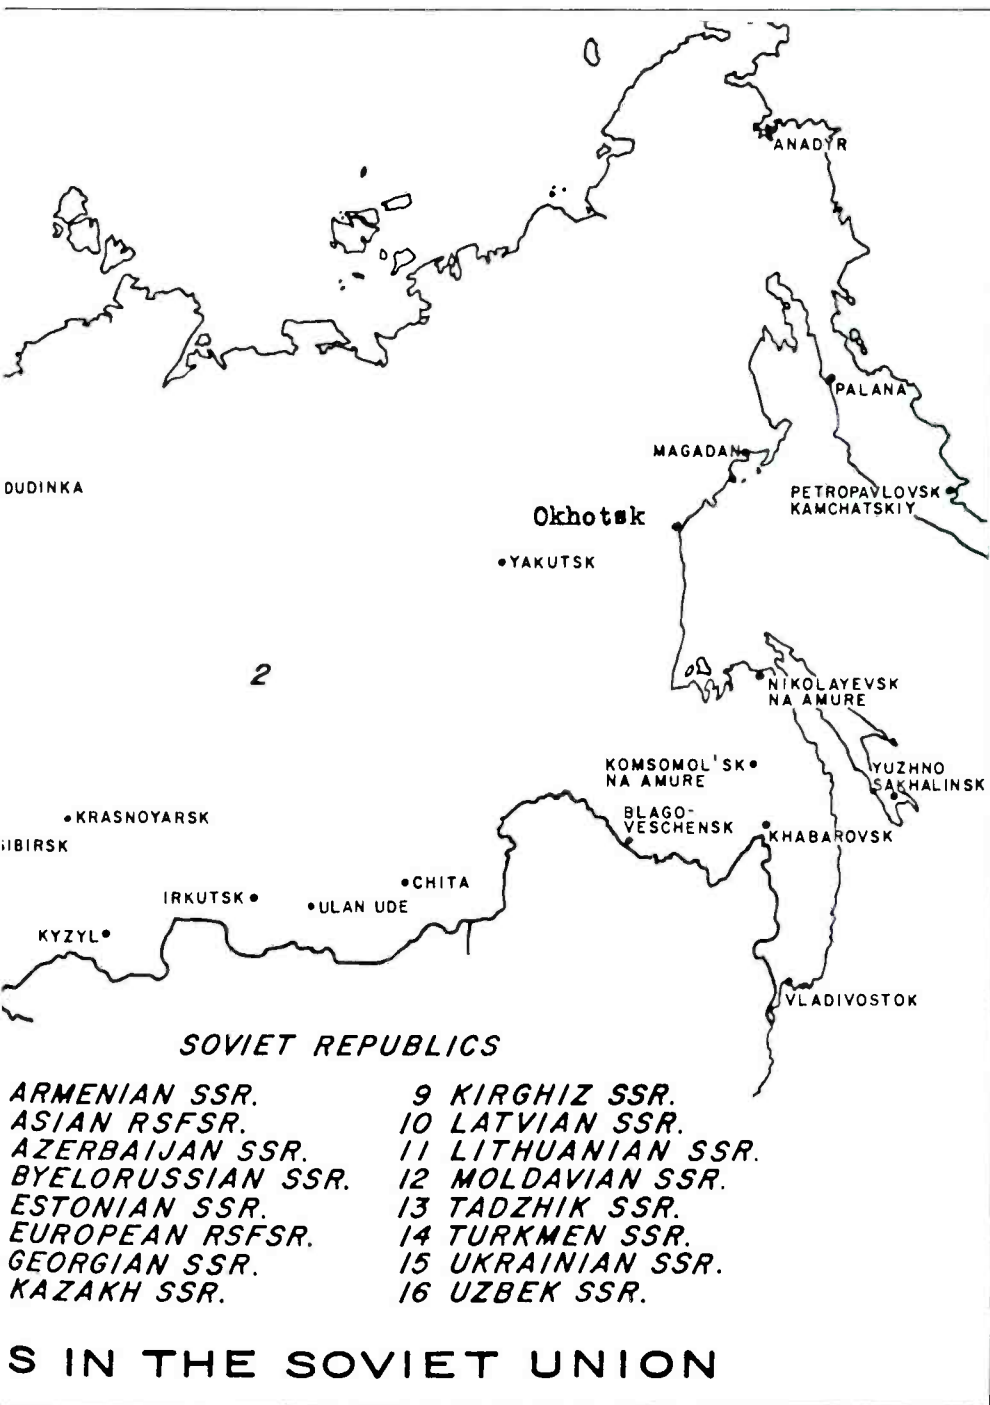 ANADYR
PALANA
MAGADAN
DUDINKA
PETROPAVLOVSK
KAMCHATSKIY
Okhotsk
YAKUTSK
2
NIKOLAYEVSK
NA AMURE
KOMSOMOL'SK
NA AMURE
YUZHNO
SAKHALINSK
KRASNOYARSK
BLAGO-
VESCHENSK
KHABAROVSK
SIBIRSK
CHITA
IRKUTSK
ULAN UDE
KYZYL
VLADIVOSTOK
SOVIET REPUBLICS
ARMENIAN SSR.
ASIAN RSFSR.
AZERBAIJAN SSR.
BYELORUSSIAN SSR.
ESTONIAN SSR.
EUROPEAN RSFSR.
GEORGIAN SSR.
KAZAKH SSR.
9 KIRGHIZ SSR.
10 LATVIAN SSR.
11 LITHUANIAN SSR.
12 MOLDAVIAN SSR.
13 TADZHIK SSR.
14 TURKMEN SSR.
15 UKRAINIAN SSR.
16 UZBEK SSR.
S IN THE SOVIET UNION